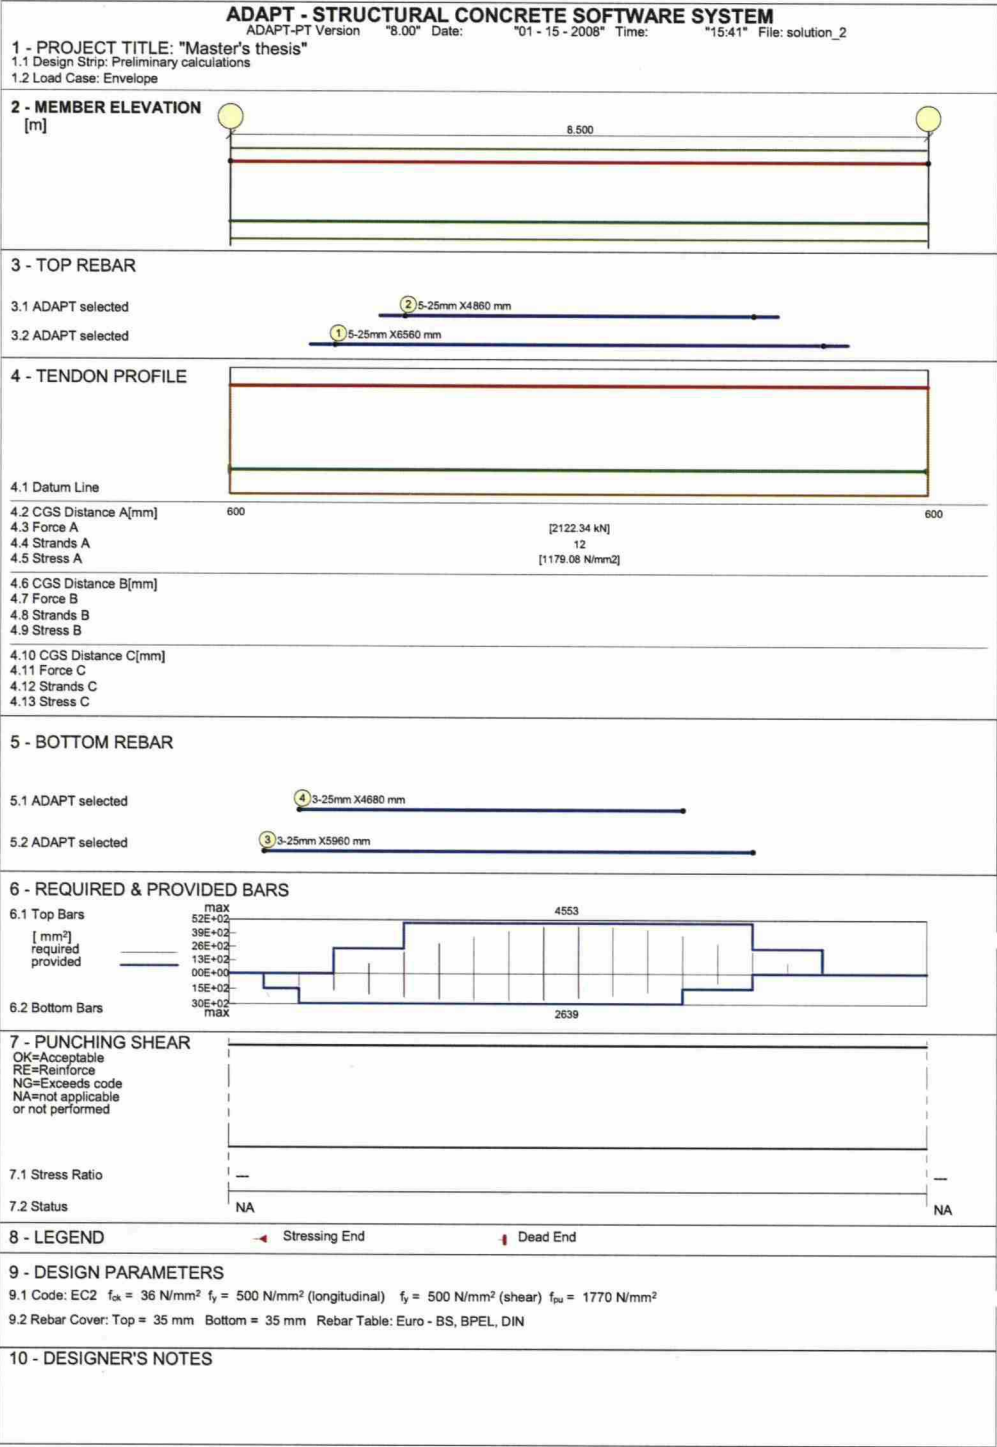 ADAPT - STRUCTURAL CONCRETE SOFTWARE SYSTEM
ADAPT-PT Version "8.00" Date: "01 - 15 - 2008" Time: "15:41" File: solution_2
1 - PROJECT TITLE: "Master's thesis"
1.1 Design Strip: Preliminary calculations
1.2 Load Case: Envelope
2 - MEMBER ELEVATION
[m]
8.500
3 - TOP REBAR
3.1 ADAPT selected
2 5-25mm X4860 mm
3.2 ADAPT selected
1 5-25mm X6560 mm
4 - TENDON PROFILE
4.1 Datum Line
4.2 CGS Distance A[mm] 600 600
4.3 Force A [2122.34 kN]
4.4 Strands A 12
4.5 Stress A [1179.08 N/mm2]
4.6 CGS Distance B[mm]
4.7 Force B
4.8 Strands B
4.9 Stress B
4.10 CGS Distance C[mm]
4.11 Force C
4.12 Strands C
4.13 Stress C
5 - BOTTOM REBAR
5.1 ADAPT selected
4 3-25mm X4680 mm
5.2 ADAPT selected
3 3-25mm X5960 mm
6 - REQUIRED & PROVIDED BARS
6.1 Top Bars
max
4553
52E+02
[ mm²]
39E+02
required
26E+02
provided
13E+02
00E+00
15E+02
6.2 Bottom Bars
30E+02
max
2639
7 - PUNCHING SHEAR
OK=Acceptable
RE=Reinforce
NG=Exceeds code
NA=not applicable
or not performed
7.1 Stress Ratio --- ---
7.2 Status NA NA
8 - LEGEND Stressing End Dead End
9 - DESIGN PARAMETERS
9.1 Code: EC2 fck = 36 N/mm² fy = 500 N/mm² (longitudinal) fy = 500 N/mm² (shear) fpu = 1770 N/mm²
9.2 Rebar Cover: Top = 35 mm Bottom = 35 mm Rebar Table: Euro - BS, BPEL, DIN
10 - DESIGNER'S NOTES